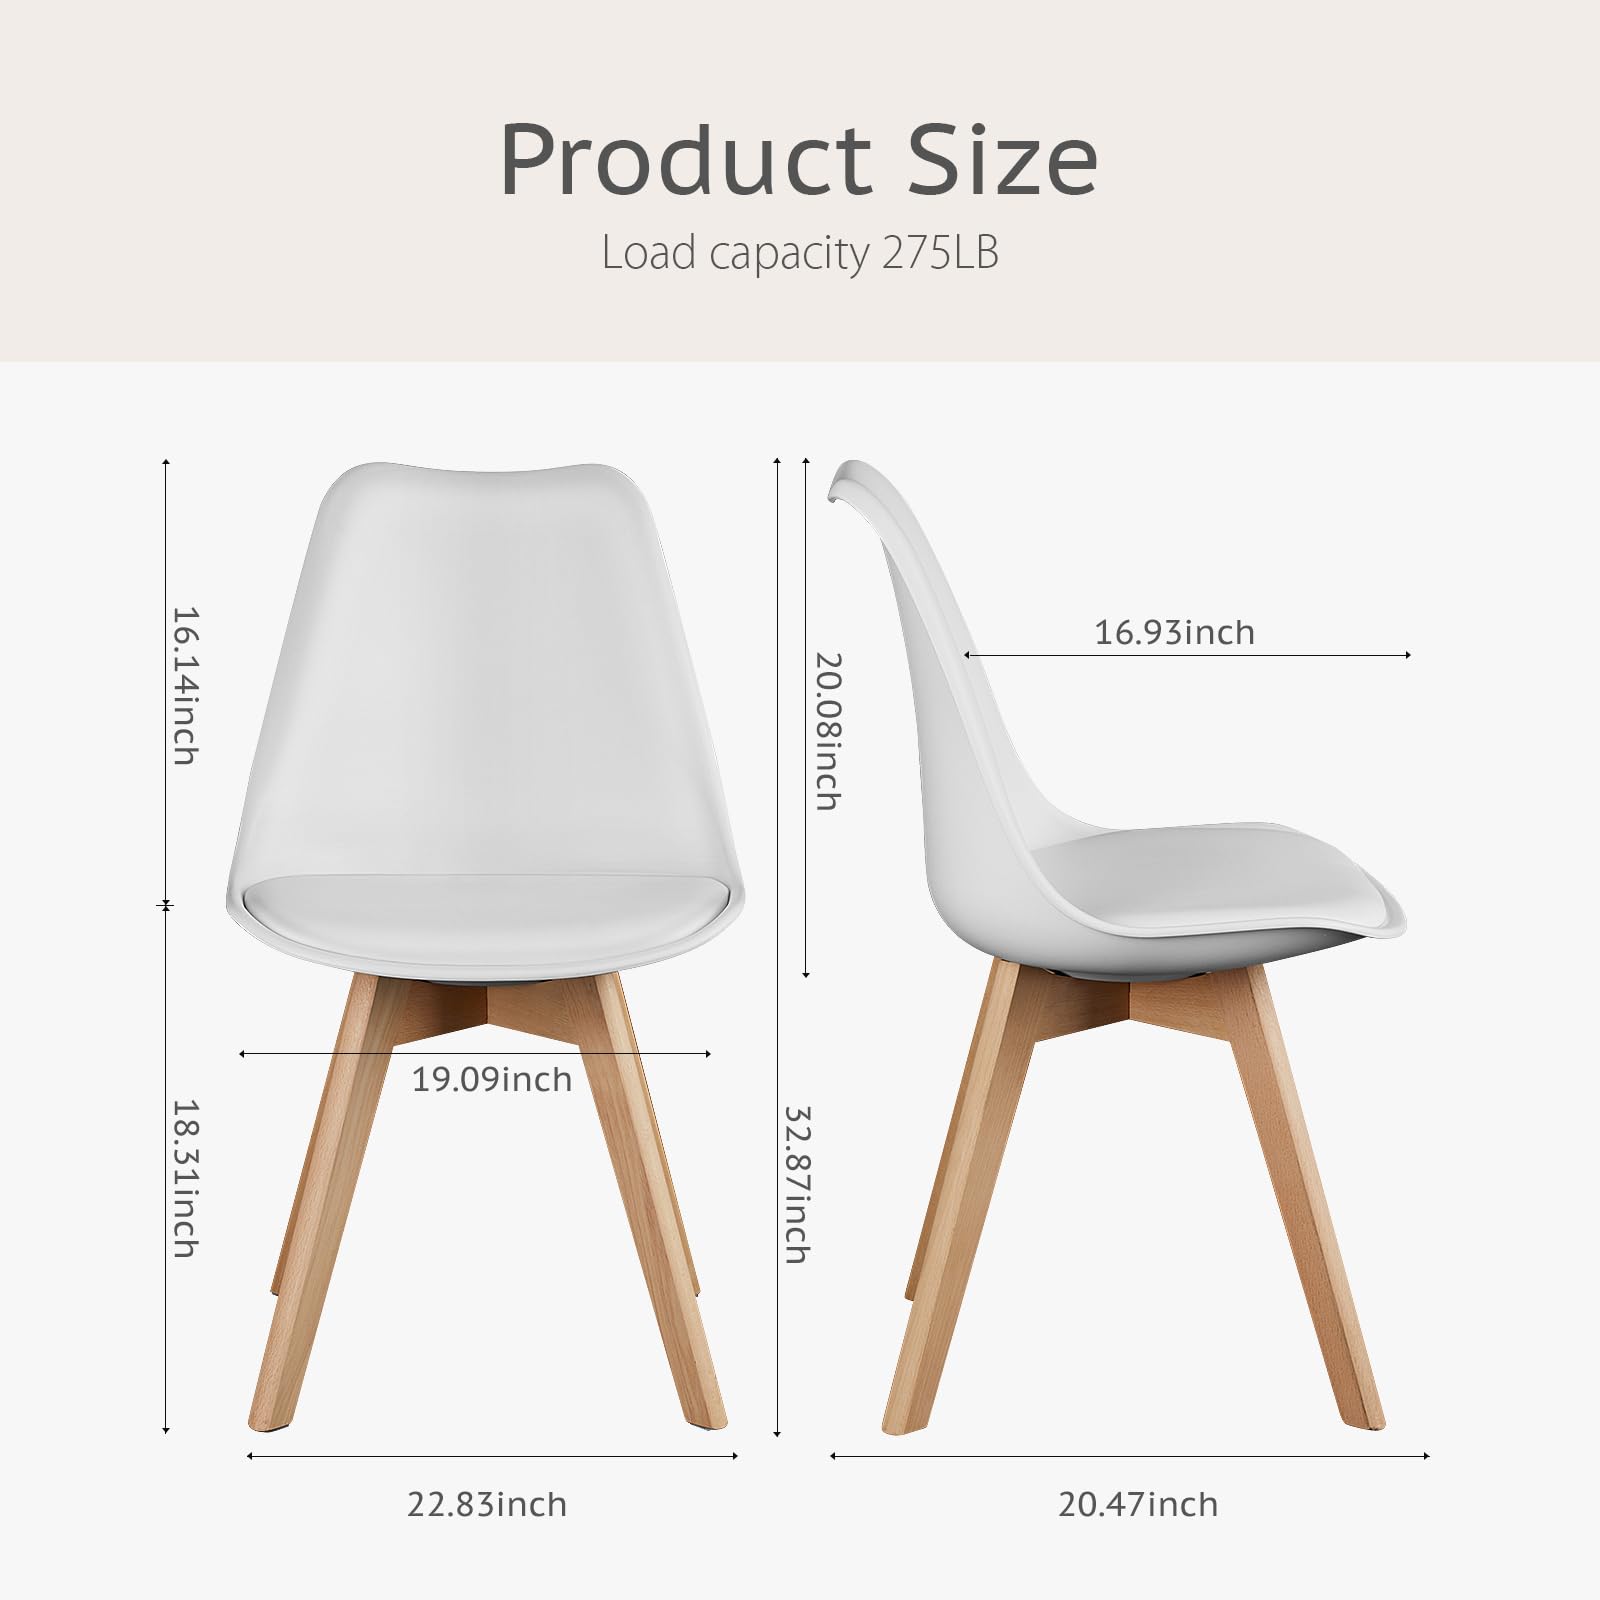 Product Size
Load capacity 275LB
16.14inch
18.31inch
19.09inch
22.83inch
20.08inch
32.87inch
16.93inch
20.47inch